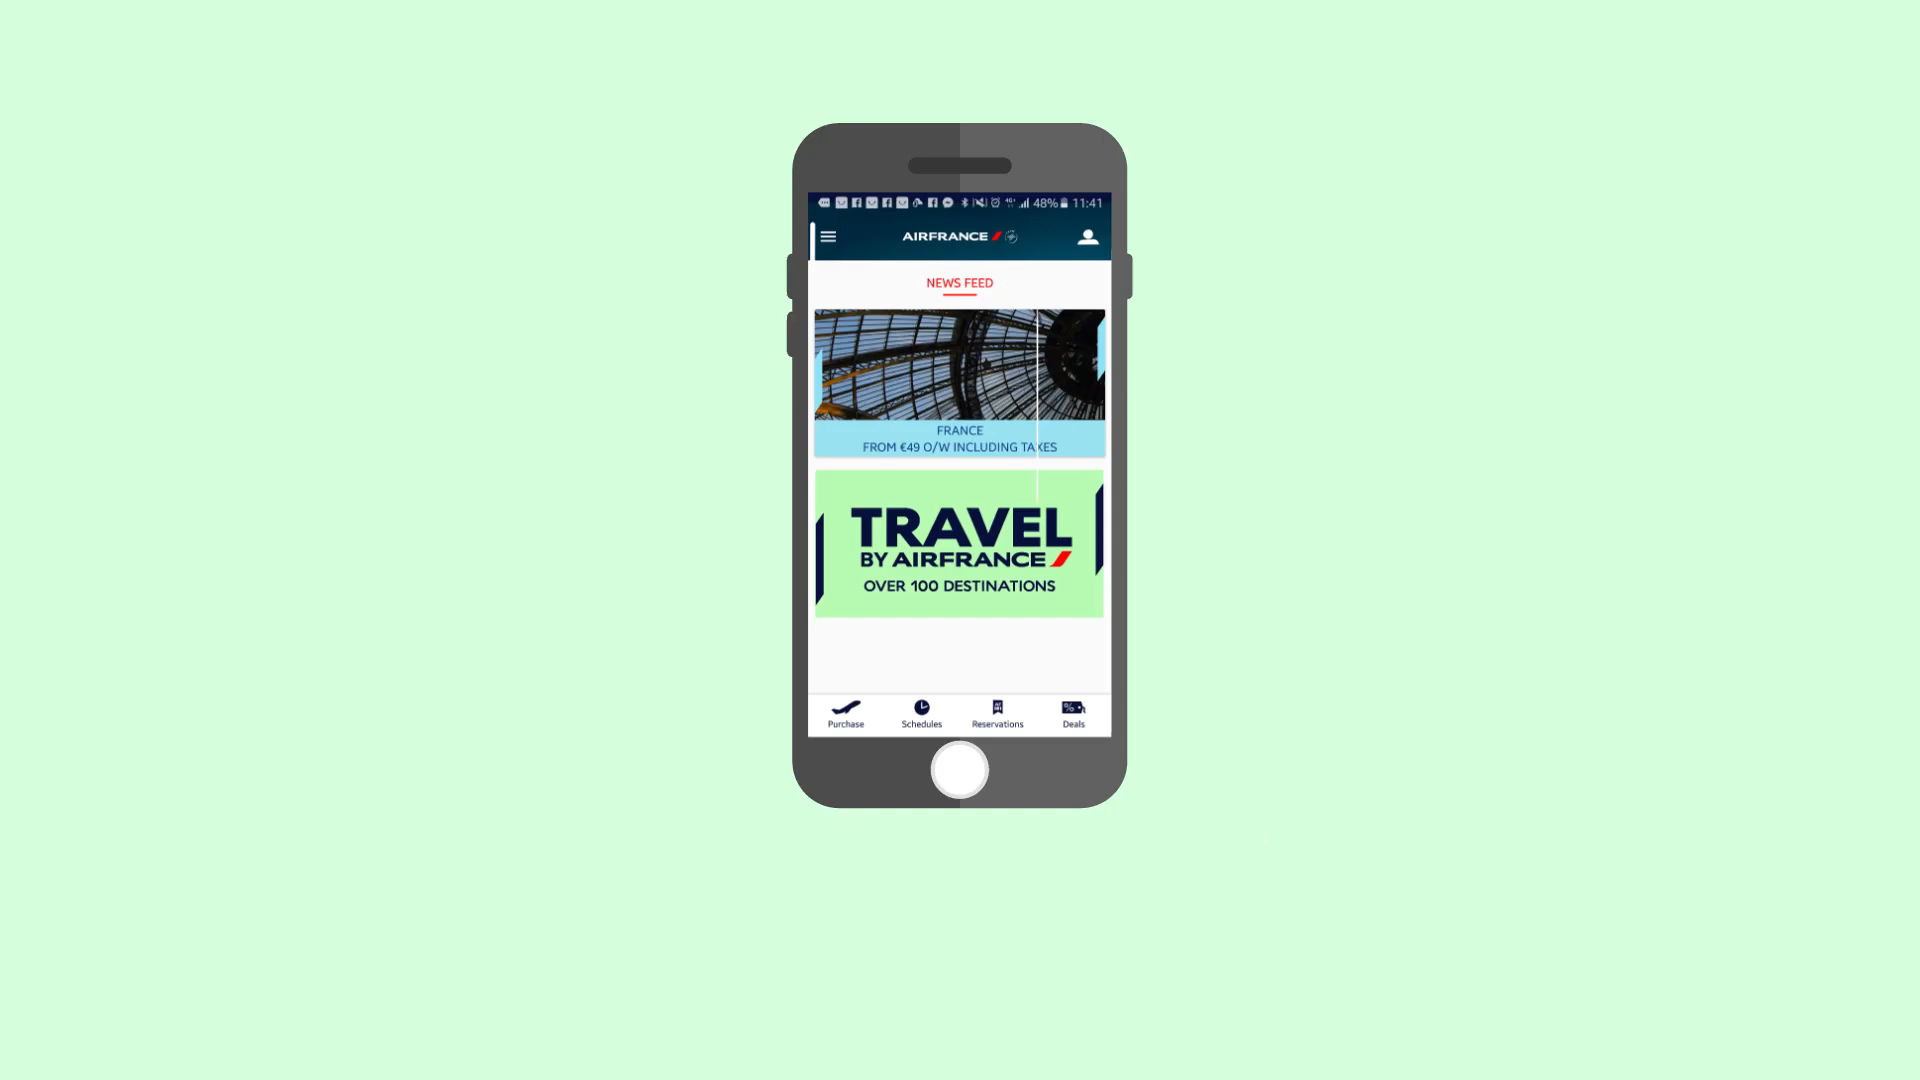 48% 11:41
AIRFRANCE
NEWS FEED
FRANCE
FROM €49 O/W INCLUDING TAXES
TRAVEL
BY AIRFRANCE
OVER 100 DESTINATIONS
Purchase Schedules Reservations Deals